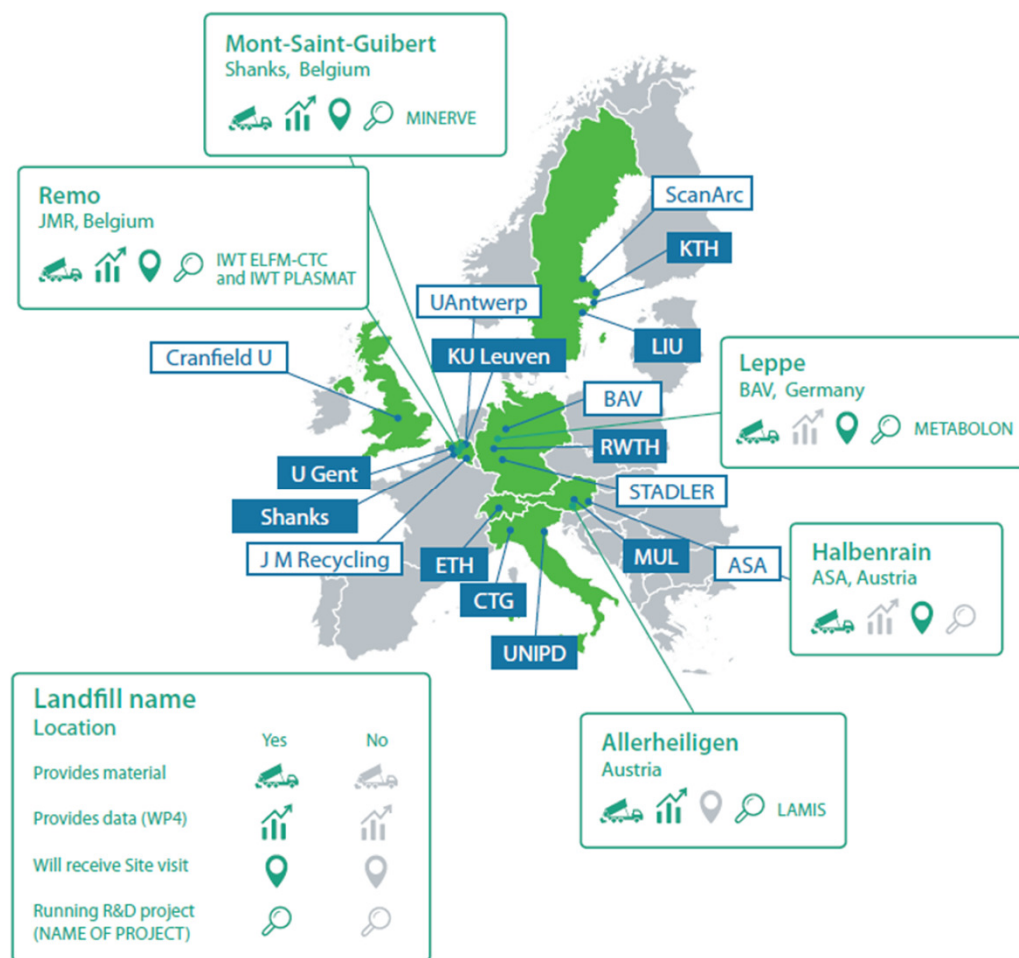 Mont-Saint-Guibert
Shanks, Belgium
MINERVE
Remo
JMR, Belgium
IWT ELFM-CTC
and IWT PLASMAT
ScanArc
KTH
UAntwerp
KU Leuven
LIU
Cranfield U
Leppe
BAV, Germany
METABOLON
BAV
RWTH
U Gent
STADLER
Shanks
J M Recycling
ETH
MUL
ASA
Halbenrain
ASA, Austria
CTG
UNIPD
Landfill name
Location
Yes
No
Provides material
Provides data (WP4)
Will receive Site visit
Running R&D project
(NAME OF PROJECT)
Allerheiligen
Austria
LAMIS